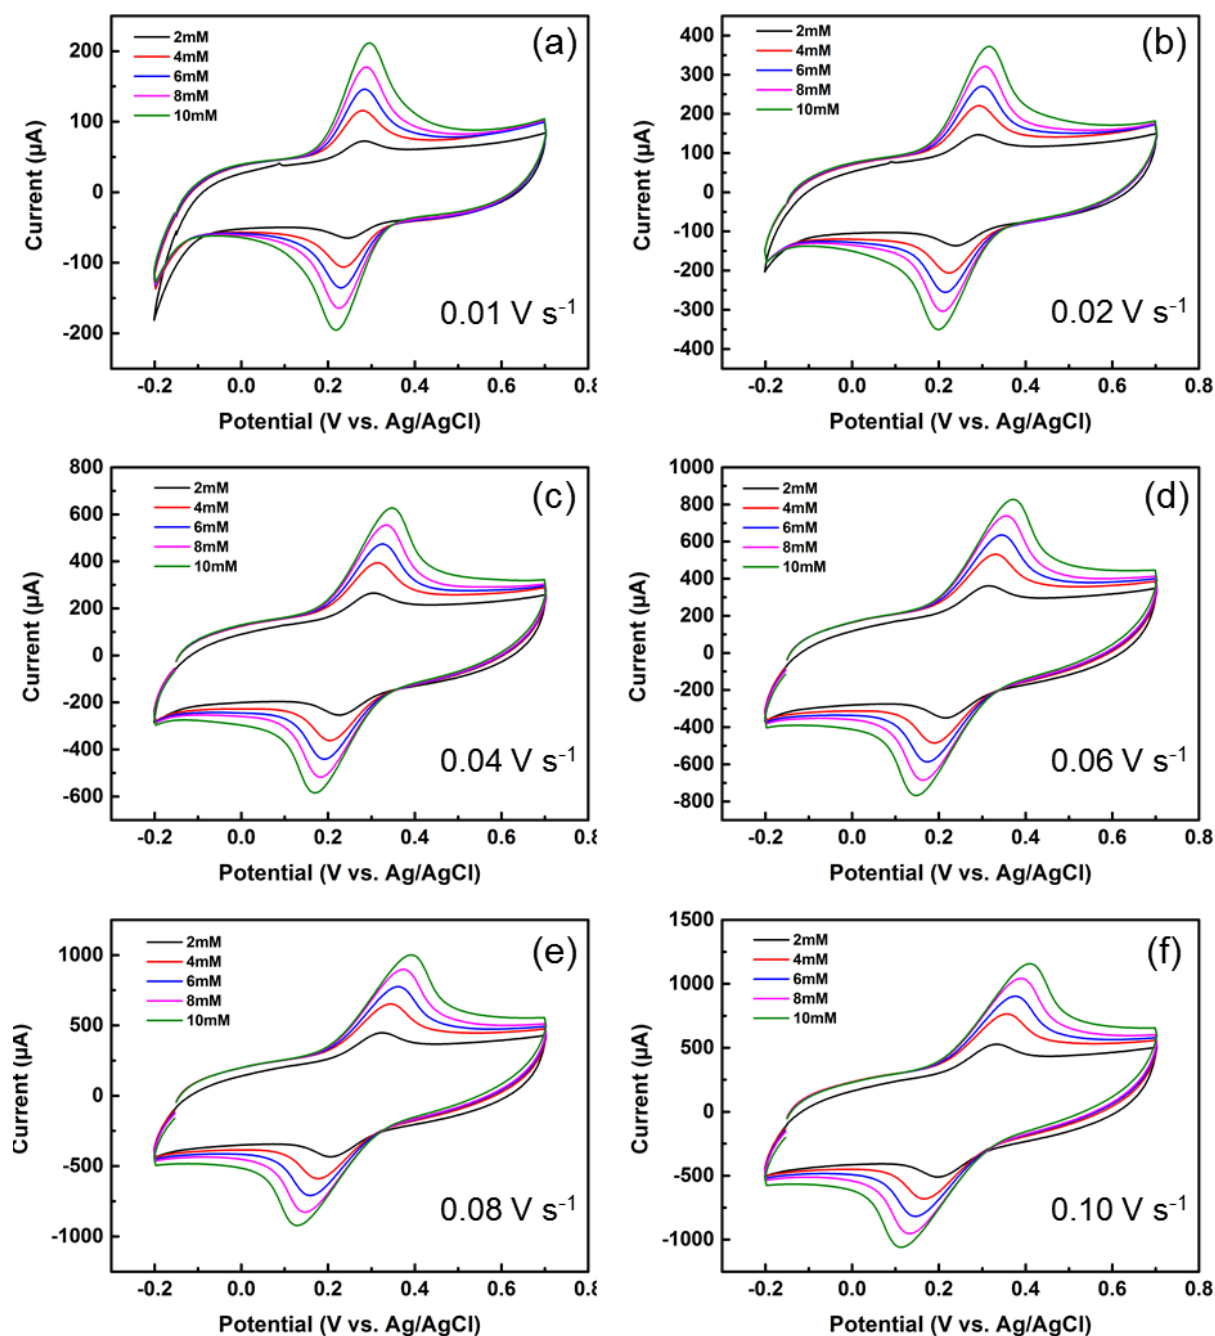 (a)
2mM
4mM
6mM
8mM
10mM
Current (µA)
200
100
0
-100
-200
0.01 V s-1
-0.2 0.0 0.2 0.4 0.6 0.8
Potential (V vs. Ag/AgCl)
(b)
2mM
4mM
6mM
8mM
10mM
Current (µA)
400
300
200
100
0
-100
-200
-300
-400
0.02 V s-1
-0.2 0.0 0.2 0.4 0.6 0.8
Potential (V vs. Ag/AgCl)
(c)
2mM
4mM
6mM
8mM
10mM
Current (µA)
800
600
400
200
0
-200
-400
-600
0.04 V s-1
-0.2 0.0 0.2 0.4 0.6 0.8
Potential (V vs. Ag/AgCl)
(d)
2mM
4mM
6mM
8mM
10mM
Current (µA)
1000
800
600
400
200
0
-200
-400
-600
-800
0.06 V s-1
-0.2 0.0 0.2 0.4 0.6 0.8
Potential (V vs. Ag/AgCl)
(e)
2mM
4mM
6mM
8mM
10mM
Current (µA)
1000
500
0
-500
-1000
0.08 V s-1
-0.2 0.0 0.2 0.4 0.6 0.8
Potential (V vs. Ag/AgCl)
(f)
2mM
4mM
6mM
8mM
10mM
Current (µA)
1500
1000
500
0
-500
-1000
0.10 V s-1
-0.2 0.0 0.2 0.4 0.6 0.8
Potential (V vs. Ag/AgCl)